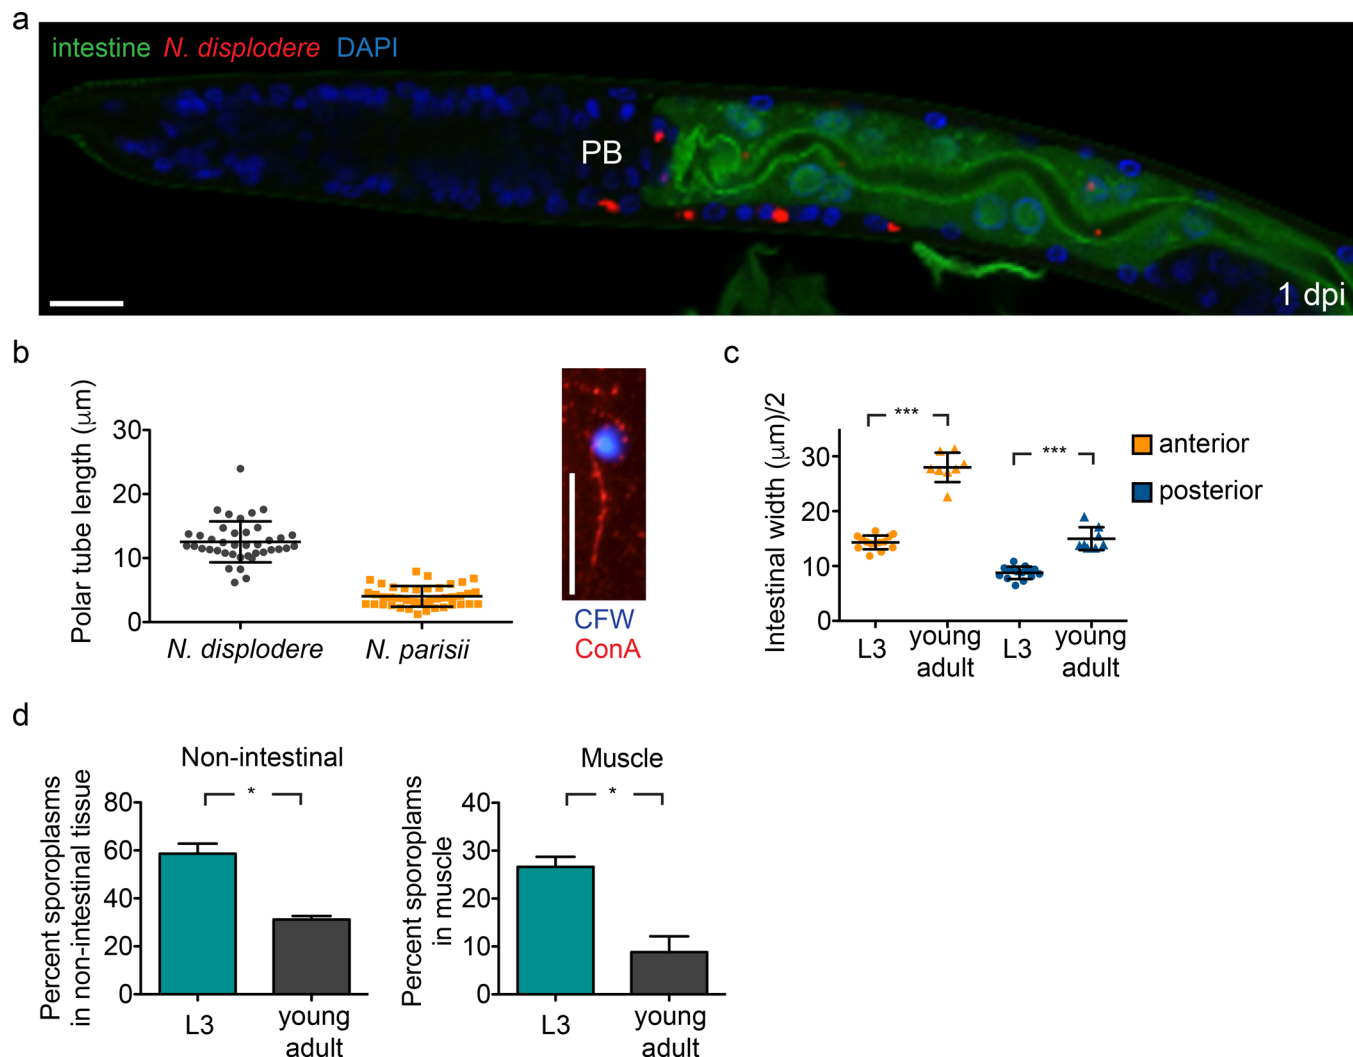 a
intestine N. displodere DAPI
PB
1 dpi
b
Polar tube length (μm)
30
20
10
0
N. displodere
N. parisii
CFW
ConA
c
Intestinal width (μm)/2
30
20
10
0
***
***
L3
young
adult
L3
young
adult
anterior
posterior
d
Non-intestinal
Percent sporoplasms
in non-intestinal tissue
80
60
40
20
0
*
L3
young
adult
Muscle
Percent sporoplams
in muscle
40
30
20
10
0
*
L3
young
adult